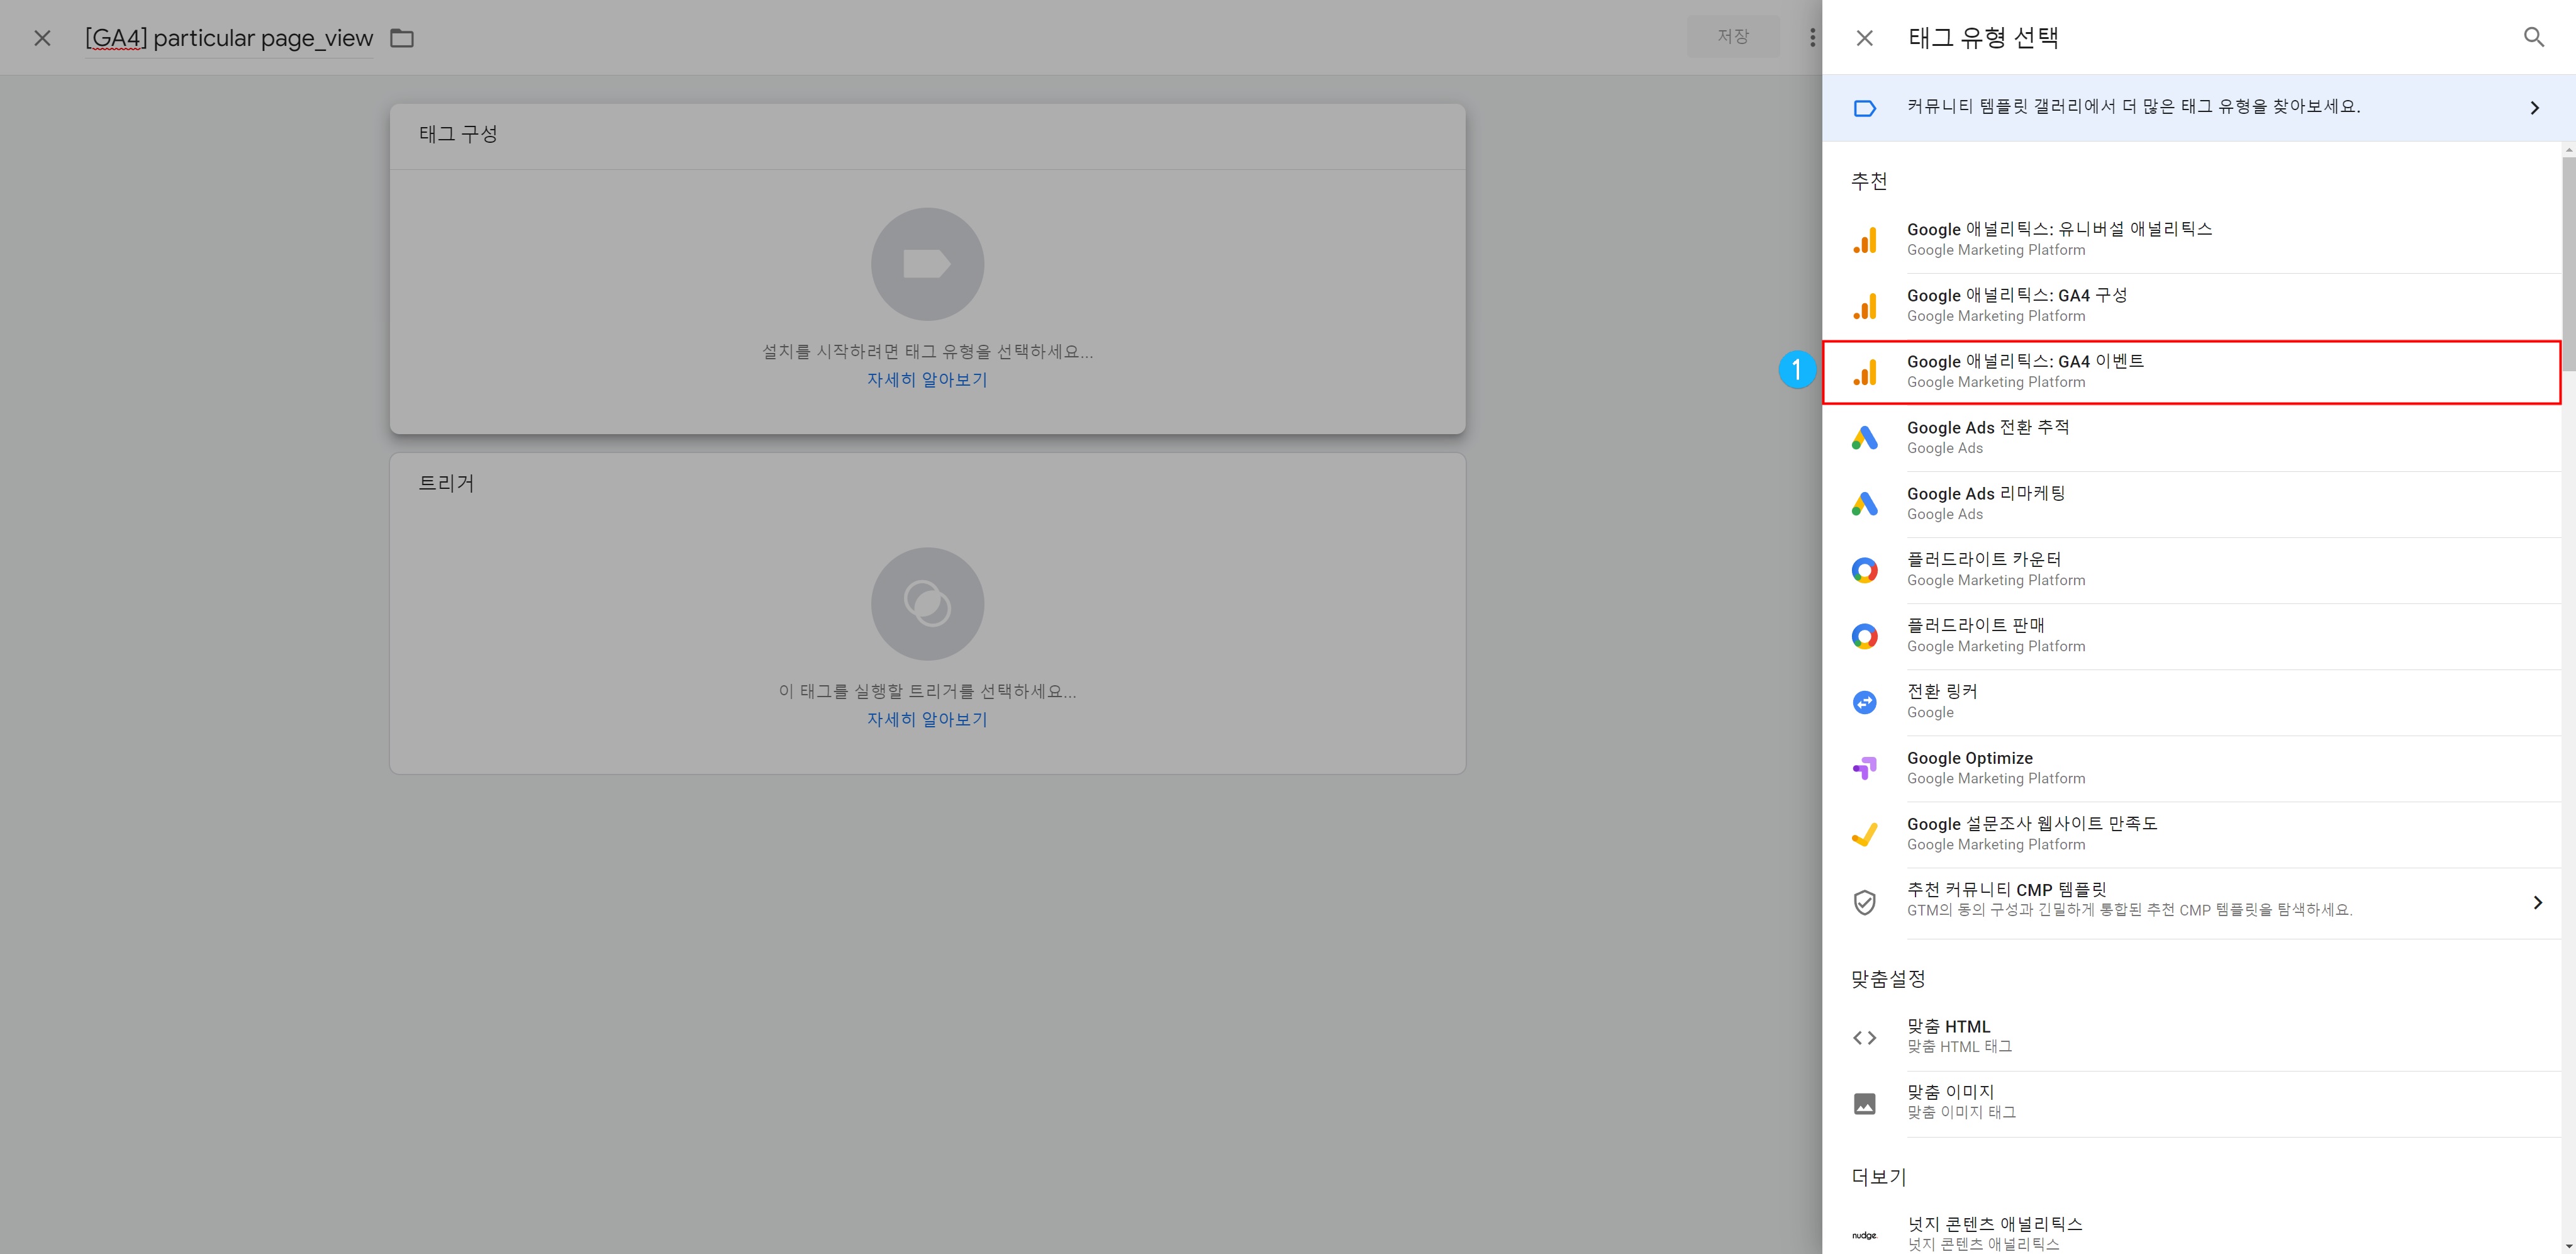 [GA4] particular page_view
저장
태그 구성
설치를 시작하려면 태그 유형을 선택하세요...
자세히 알아보기
트리거
이 태그를 실행할 트리거를 선택하세요...
자세히 알아보기
태그 유형 선택
커뮤니티 템플릿 갤러리에서 더 많은 태그 유형을 찾아보세요.
추천
Google 애널리틱스: 유니버설 애널리틱스
Google Marketing Platform
Google 애널리틱스: GA4 구성
Google Marketing Platform
1
Google 애널리틱스: GA4 이벤트
Google Marketing Platform
Google Ads 전환 추적
Google Ads
Google Ads 리마케팅
Google Ads
플러드라이트 카운터
Google Marketing Platform
플러드라이트 판매
Google Marketing Platform
전환 링커
Google
Google Optimize
Google Marketing Platform
Google 설문조사 웹사이트 만족도
Google Marketing Platform
추천 커뮤니티 CMP 템플릿
GTM의 동의 구성과 긴밀하게 통합된 추천 CMP 템플릿을 탐색하세요.
맞춤설정
맞춤 HTML
맞춤 HTML 태그
맞춤 이미지
맞춤 이미지 태그
더보기
nudge.
넛지 콘텐츠 애널리틱스
넛지 콘텐츠 애널리틱스